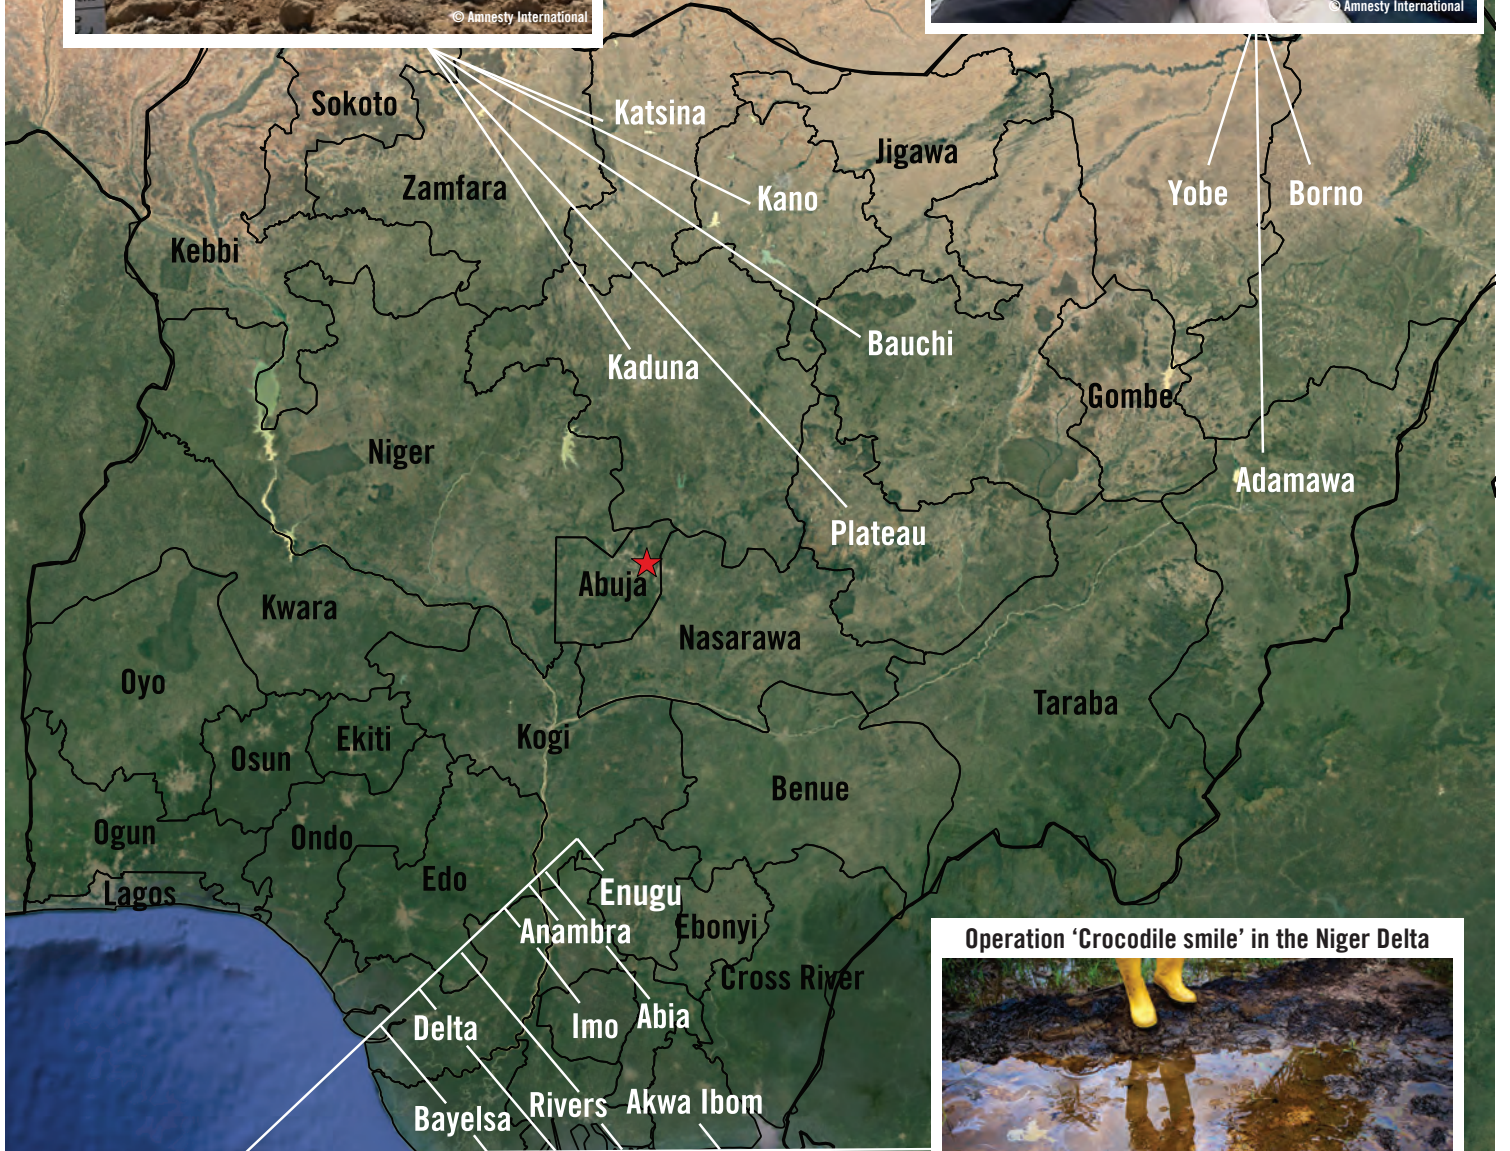 © Amnesty International
© Amnesty International
Sokoto
Katsina
Jigawa
Zamfara
Kano
Yobe
Borno
Kebbi
Bauchi
Kaduna
Gombe
Niger
Adamawa
Plateau
Abuja
Kwara
Nasarawa
Oyo
Taraba
Kogi
Ekiti
Osun
Benue
Ogun
Ondo
Edo
Lagos
Enugu
Ebonyi
Anambra
Operation ‘Crocodile smile’ in the Niger Delta
Cross River
Delta
Imo
Abia
Bayelsa
Rivers
Akwa Ibom